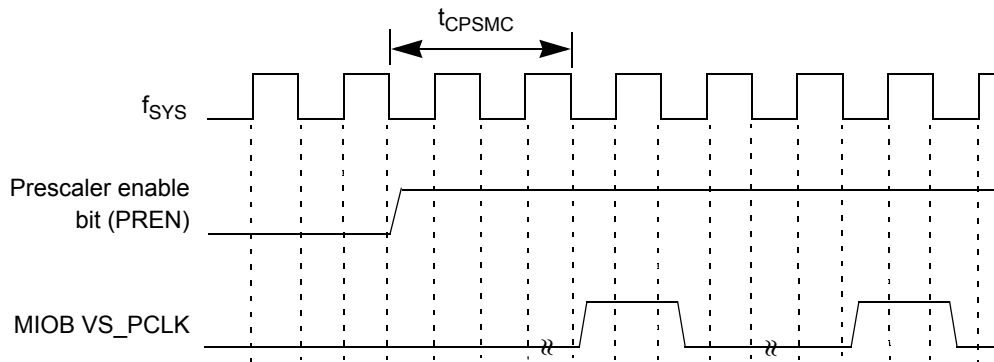 tCPSMC
fSYS
Prescaler enable
bit (PREN)
MIOB VS_PCLK